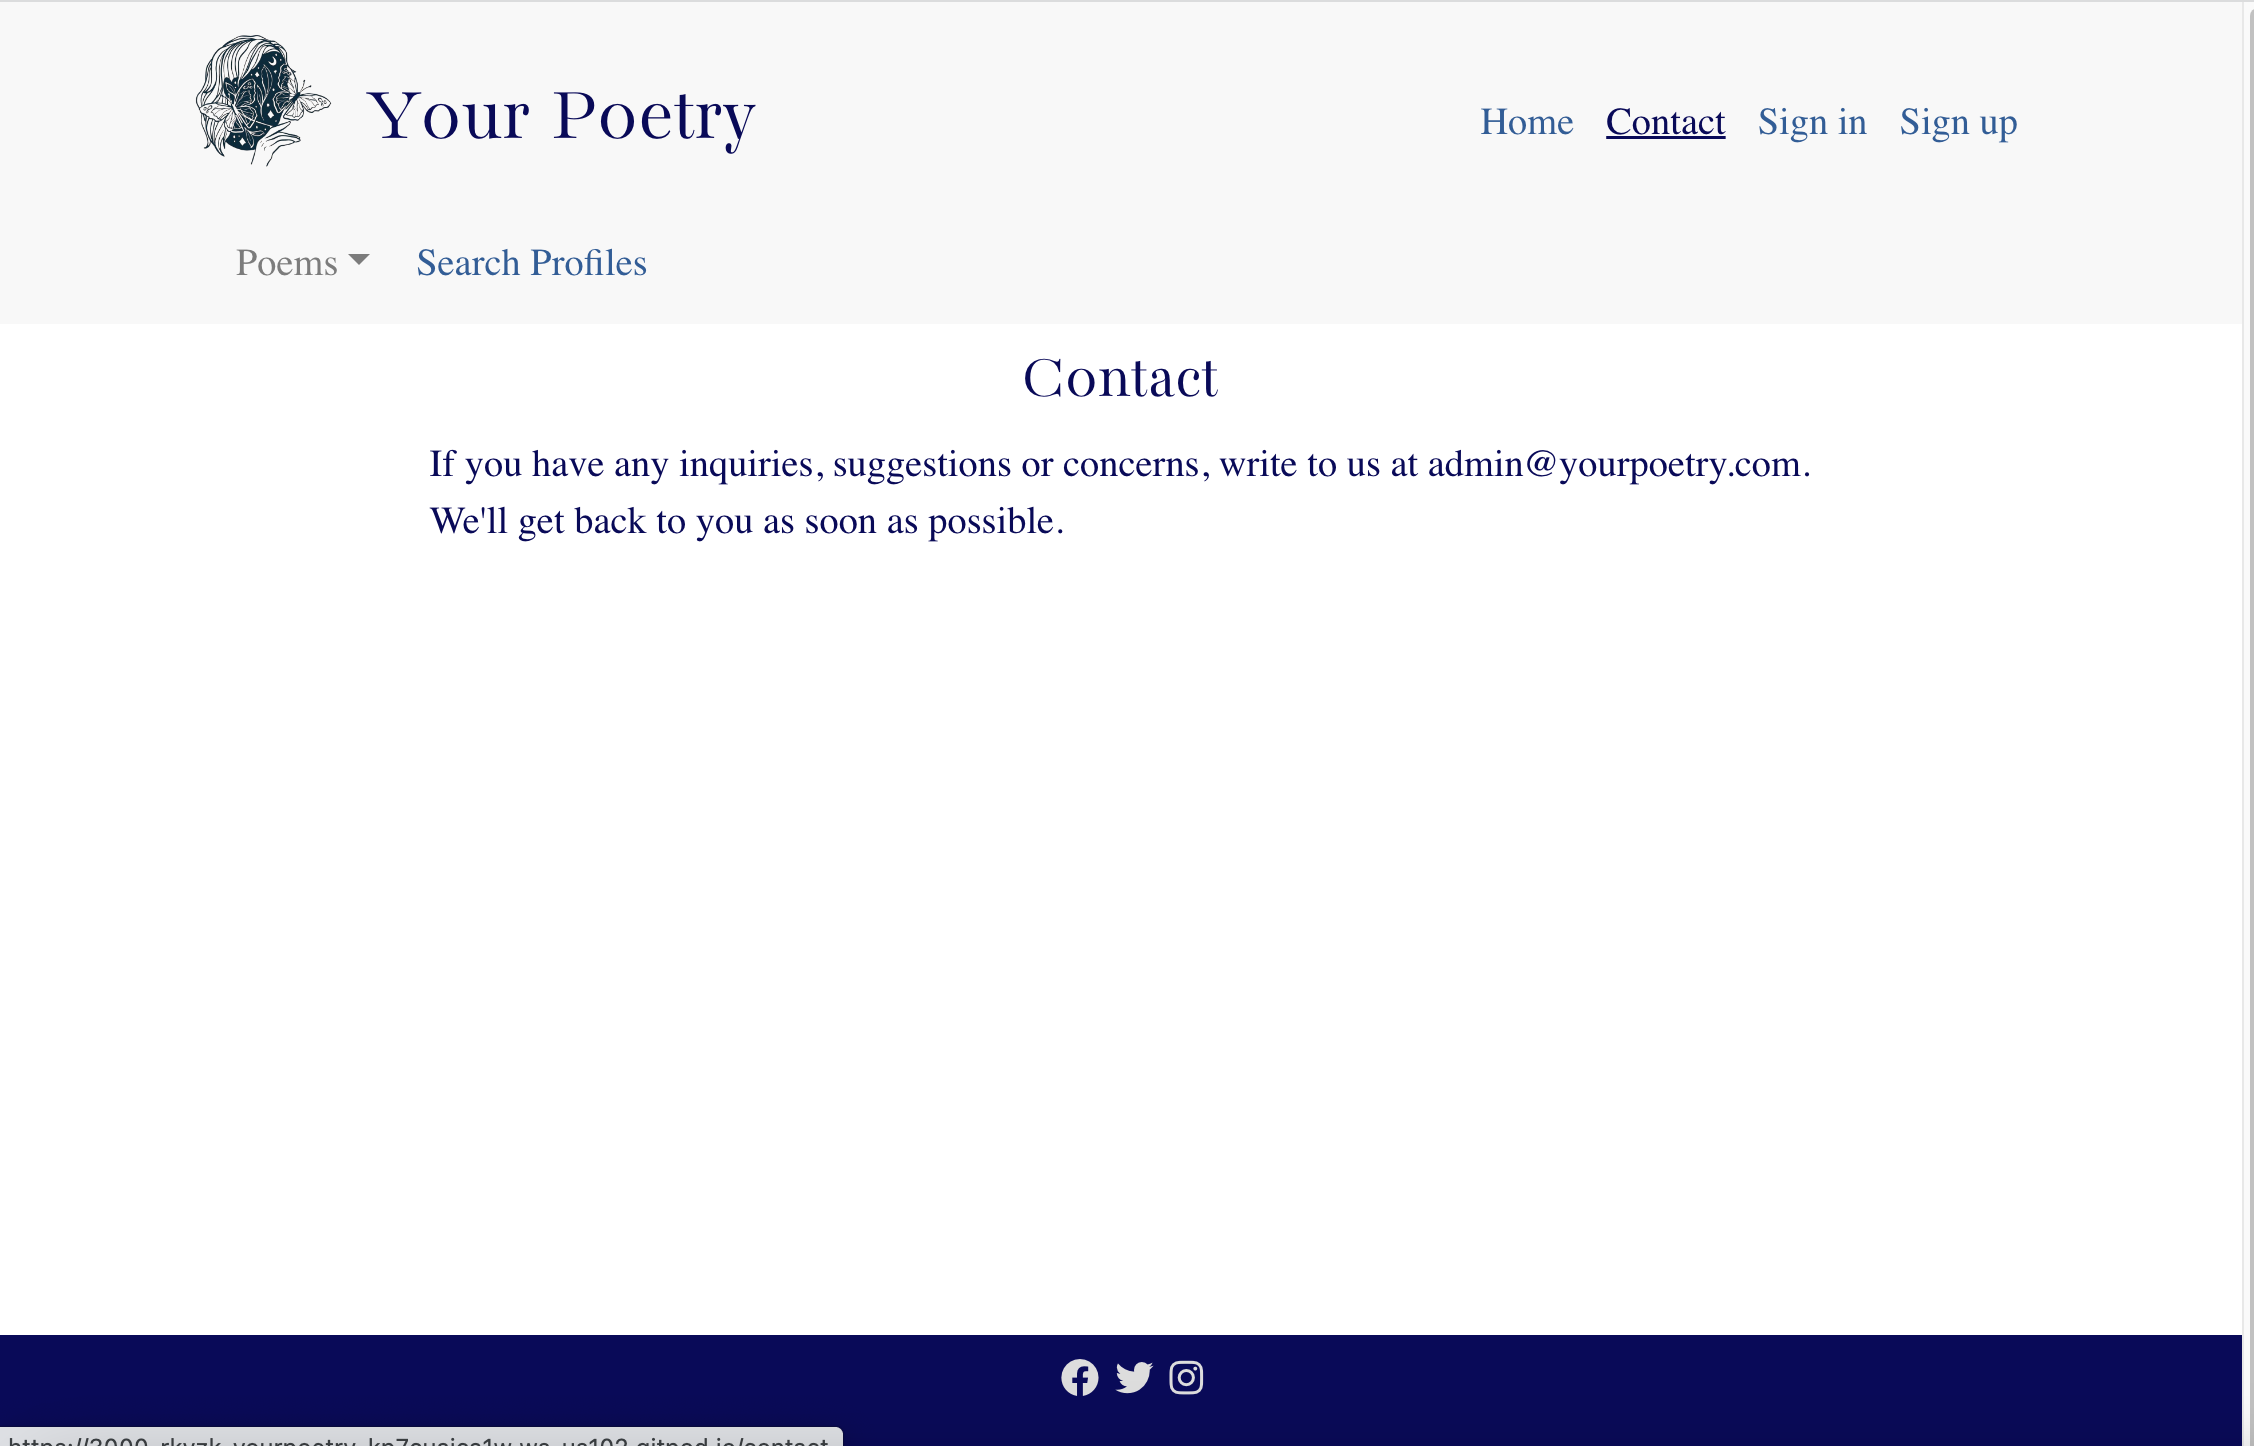 Your Poetry
Home Contact Sign in Sign up
Poems Search Profiles
Contact
If you have any inquiries, suggestions or concerns, write to us at admin@yourpoetry.com.
We'll get back to you as soon as possible.